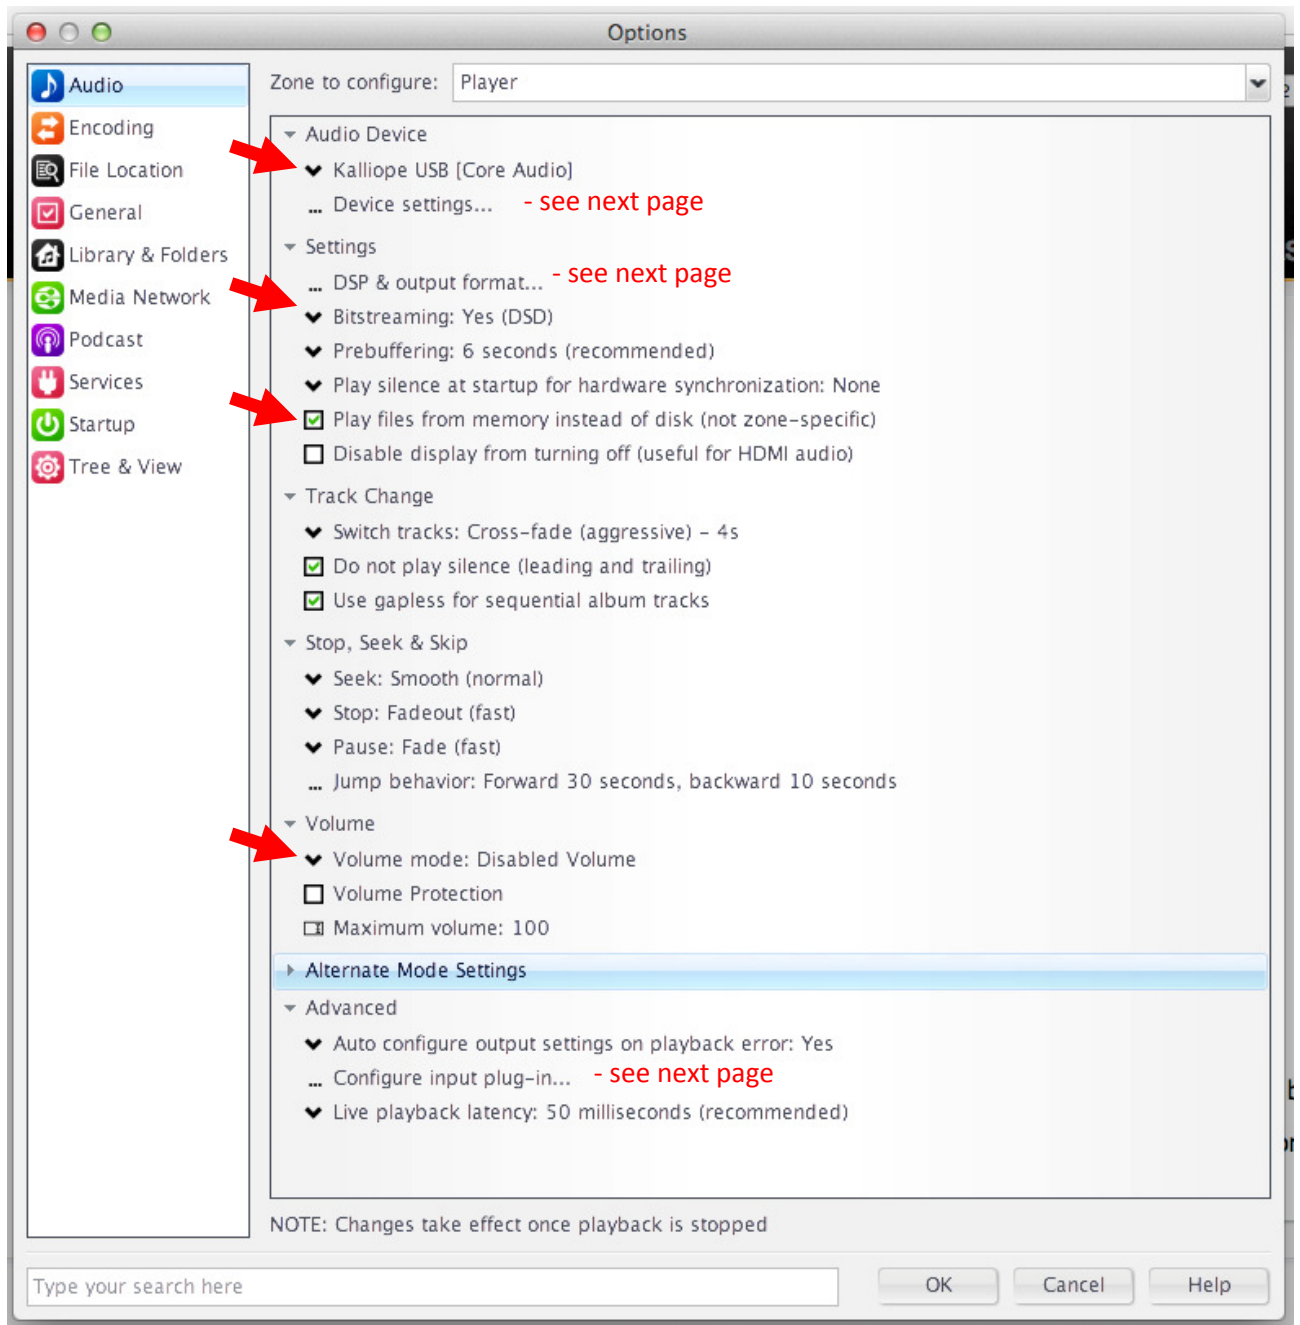 Options
Audio
Encoding
File Location
General
Library & Folders
Media Network
Podcast
Services
Startup
Tree & View
Zone to configure: Player
Audio Device
Kalliope USB [Core Audio]
... Device settings... - see next page
Settings
... DSP & output format... - see next page
Bitstreaming: Yes (DSD)
Prebuffering: 6 seconds (recommended)
Play silence at startup for hardware synchronization: None
Play files from memory instead of disk (not zone-specific)
Disable display from turning off (useful for HDMI audio)
Track Change
Switch tracks: Cross-fade (aggressive) - 4s
Do not play silence (leading and trailing)
Use gapless for sequential album tracks
Stop, Seek & Skip
Seek: Smooth (normal)
Stop: Fadeout (fast)
Pause: Fade (fast)
... Jump behavior: Forward 30 seconds, backward 10 seconds
Volume
Volume mode: Disabled Volume
Volume Protection
Maximum volume: 100
Alternate Mode Settings
Advanced
Auto configure output settings on playback error: Yes
... Configure input plug-in... - see next page
Live playback latency: 50 milliseconds (recommended)
NOTE: Changes take effect once playback is stopped
Type your search here
OK
Cancel
Help